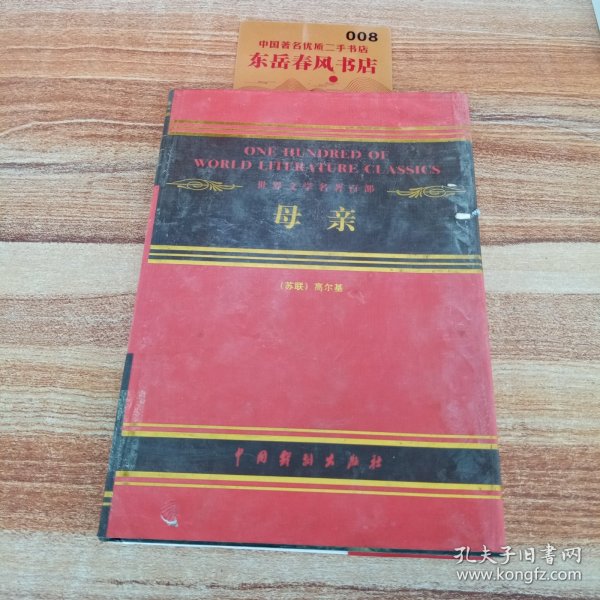 008
中国著名优质二手书店
东岳春风书店
ONE HUNDRED OF
WORLD LITERATURE CLASSICS
世界文学名著百部
母亲
（苏联）高尔基
中国戏剧出版社
孔夫子旧书网
www.kongfz.com